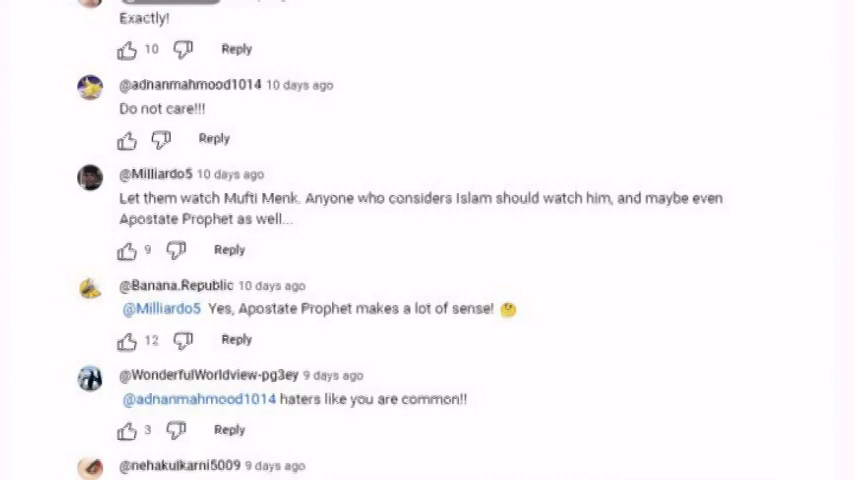 Exactly!
10 Reply
@adnanmahmood1014 10 days ago
Do not care!!!
Reply
@Milliardo5 10 days ago
Let them watch Mufti Menk. Anyone who considers Islam should watch him, and maybe even
Apostate Prophet as well...
9 Reply
@Banana.Republic 10 days ago
@Milliardo5 Yes, Apostate Prophet makes a lot of sense! 🤔
12 Reply
@WonderfulWorldview-pg3ey 9 days ago
@adnanmahmood1014 haters like you are common!!
3 Reply
@nehakulkarni5009 9 days ago